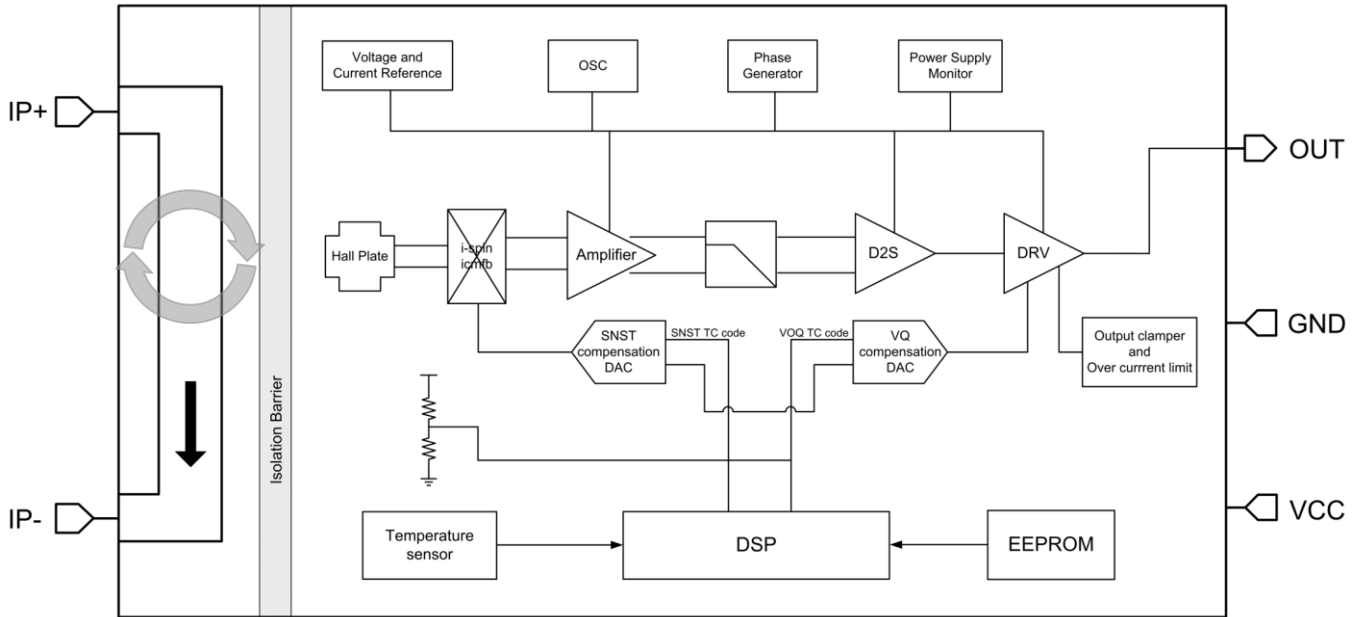 Voltage and
Current Reference
OSC
Phase
Generator
Power Supply
Monitor
IP+
OUT
Hall Plate
i-spin
icmfb
Amplifier
D2S
DRV
GND
SNST
compensation
DAC
SNST TC code
VOQ TC code
VQ
compensation
DAC
Output clamper
and
Over currrent limit
Isolation Barrier
IP-
VCC
Temperature
sensor
DSP
EEPROM